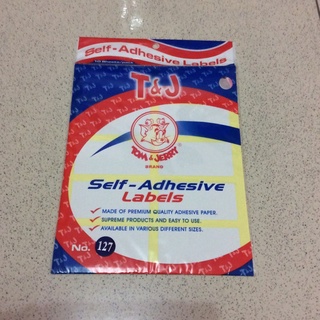 Self-Adhesive Labels
T&J
TOM & JERRY
BRAND
Self-Adhesive
Labels
MADE OF PREMIUM QUALITY ADHESIVE PAPER.
SUPREME PRODUCTS AND EASY TO USE.
AVAILABLE IN VARIOUS DIFFERENT SIZES.
No. 127
T&J